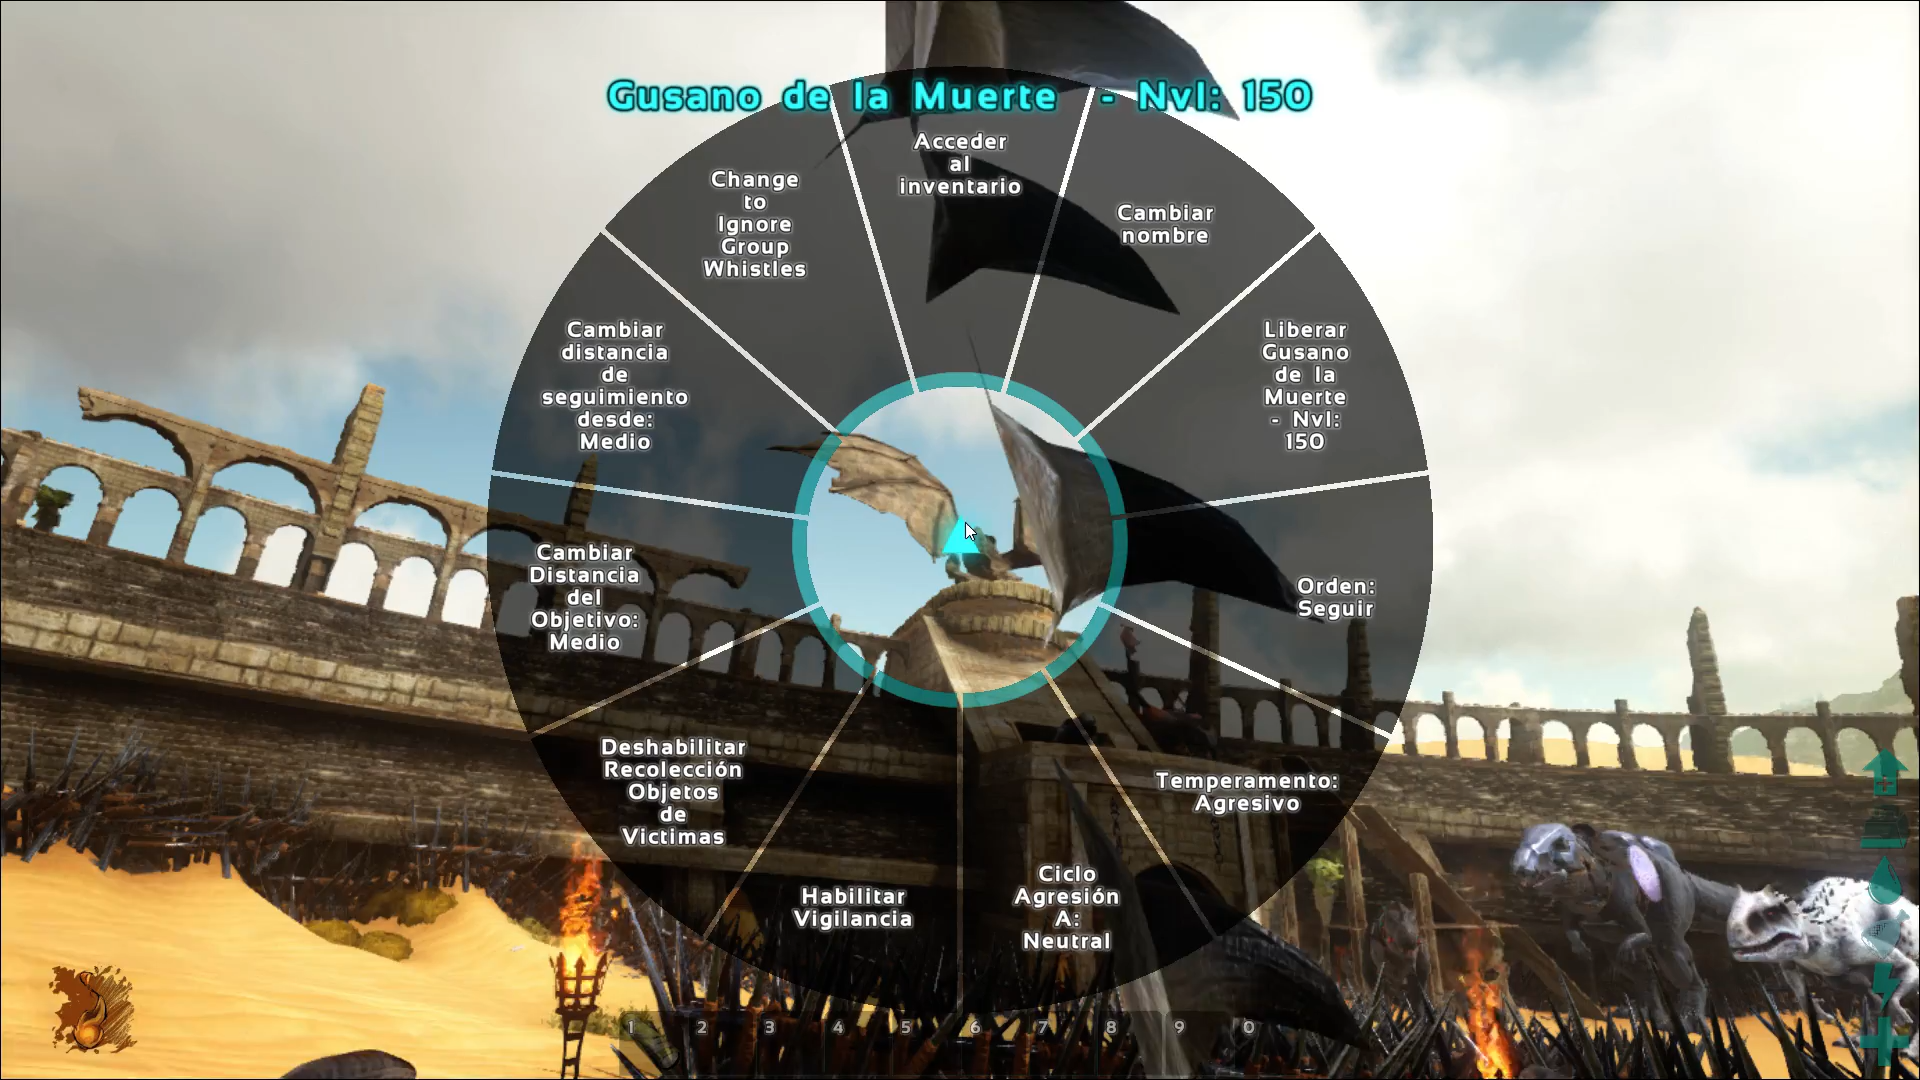 Gusano de la Muerte - Nvl: 150
Acceder
al
inventario
Cambiar
nombre
Liberar
Gusano
de la
Muerte
- Nvl:
150
Orden:
Seguir
Temperamento:
Agresivo
Ciclo
Agresión
A:
Neutral
Habilitar
Vigilancia
Deshabilitar
Recolección
Objetos
de
Victimas
Cambiar
Distancia
del
Objetivo:
Medio
Cambiar
distancia
de
seguimiento
desde:
Medio
Change
to
Ignore
Group
Whistles
1 2 3 4 5 6 7 8 9 0